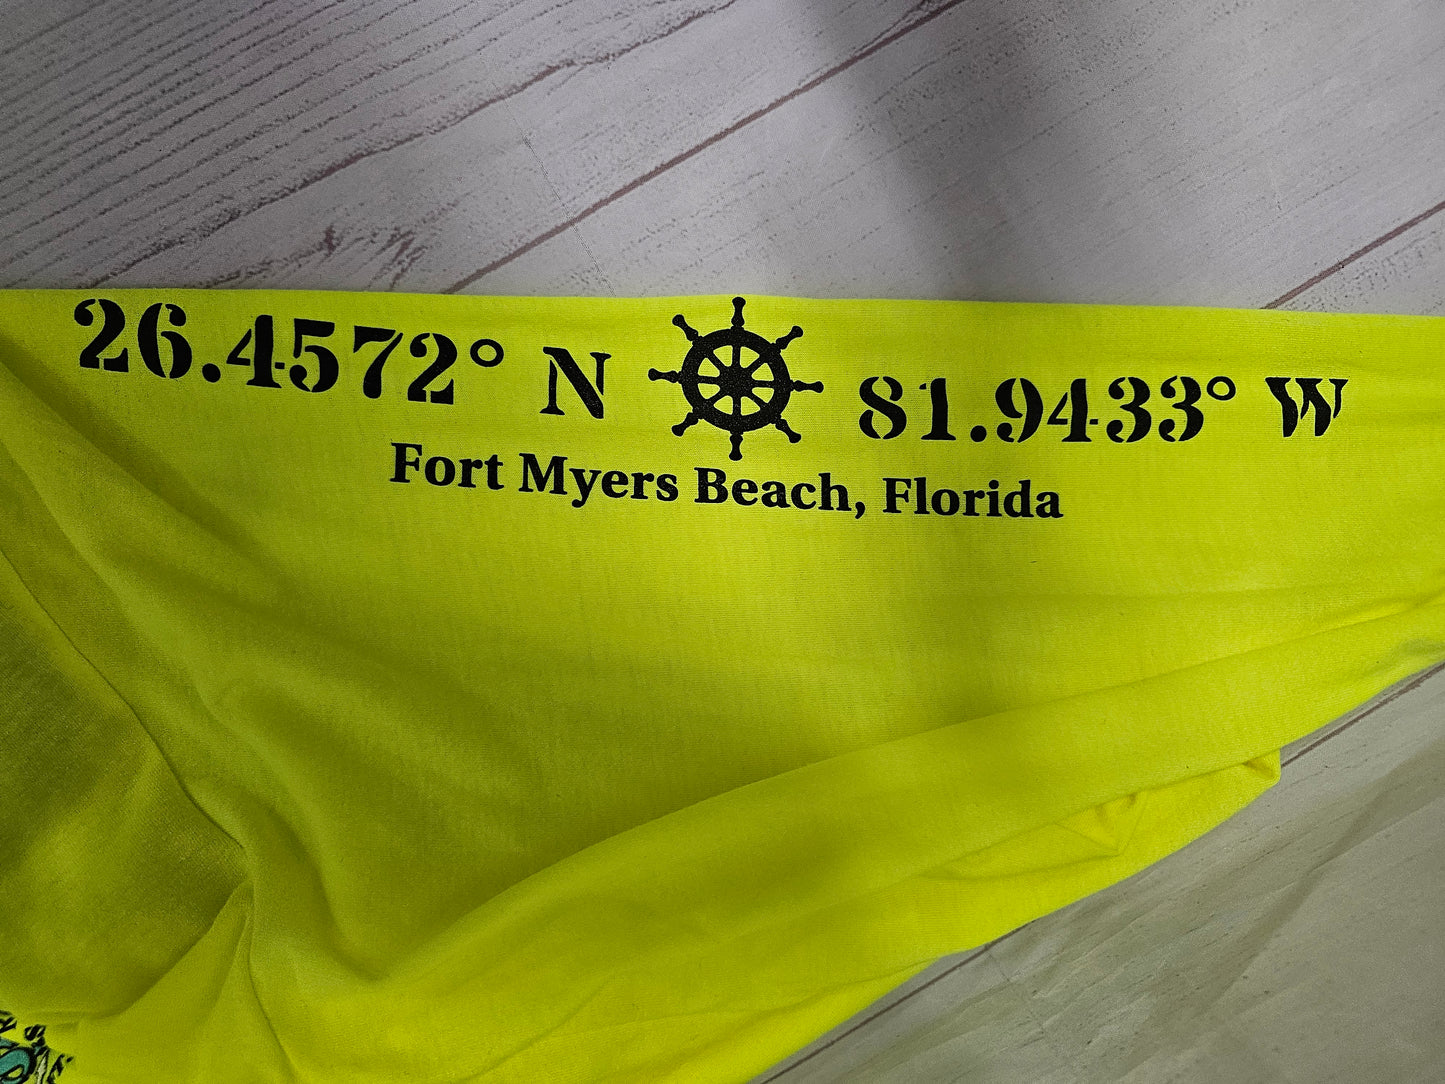 26.4572° N 81.9433° W
Fort Myers Beach, Florida